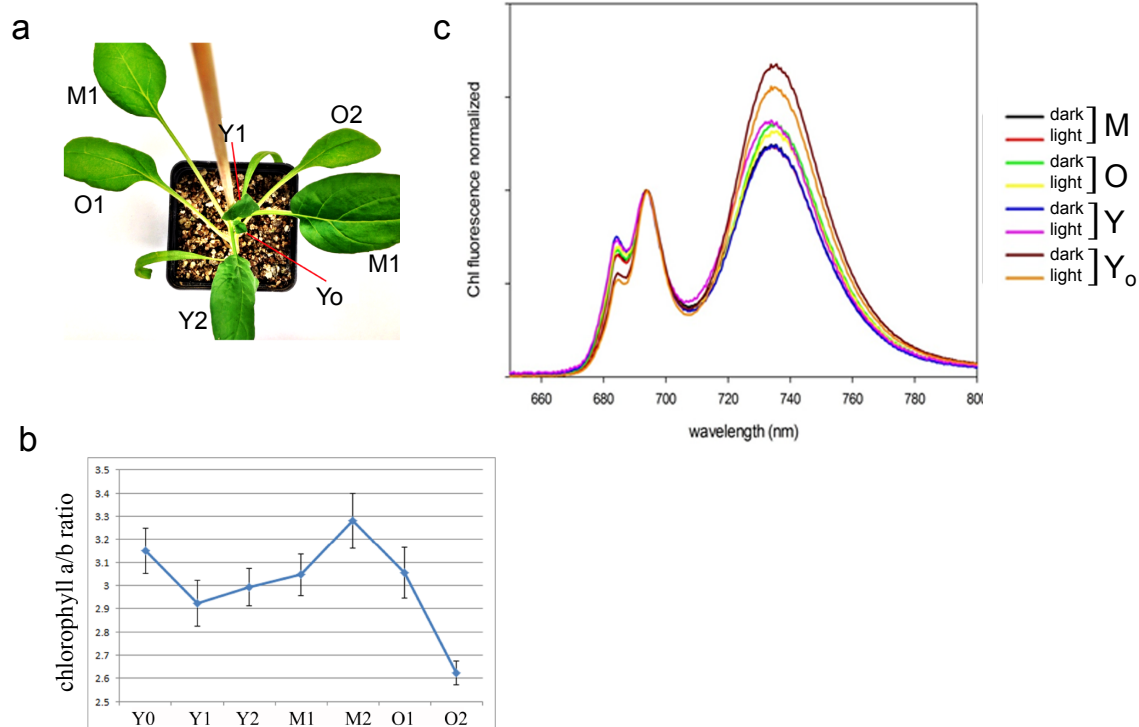 a
M1
O1
Y1
O2
M1
Yo
Y2
c
Chl fluorescence normalized
660 680 700 720 740 760 780 800
wavelength (nm)
dark
light
] M
dark
light
] O
dark
light
] Y
dark
light
] Yo
b
chlorophyll a/b ratio
3.5
3.4
3.3
3.2
3.1
3
2.9
2.8
2.7
2.6
2.5
Y0 Y1 Y2 M1 M2 O1 O2